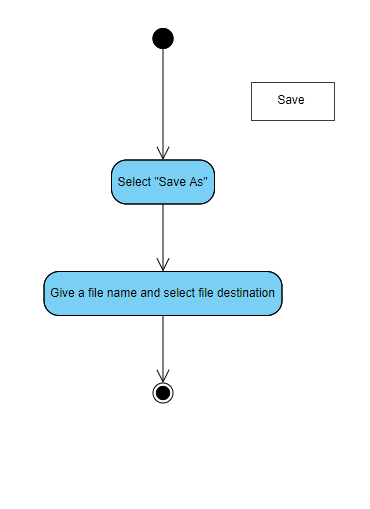 Save
Select "Save As"
Give a file name and select file destination